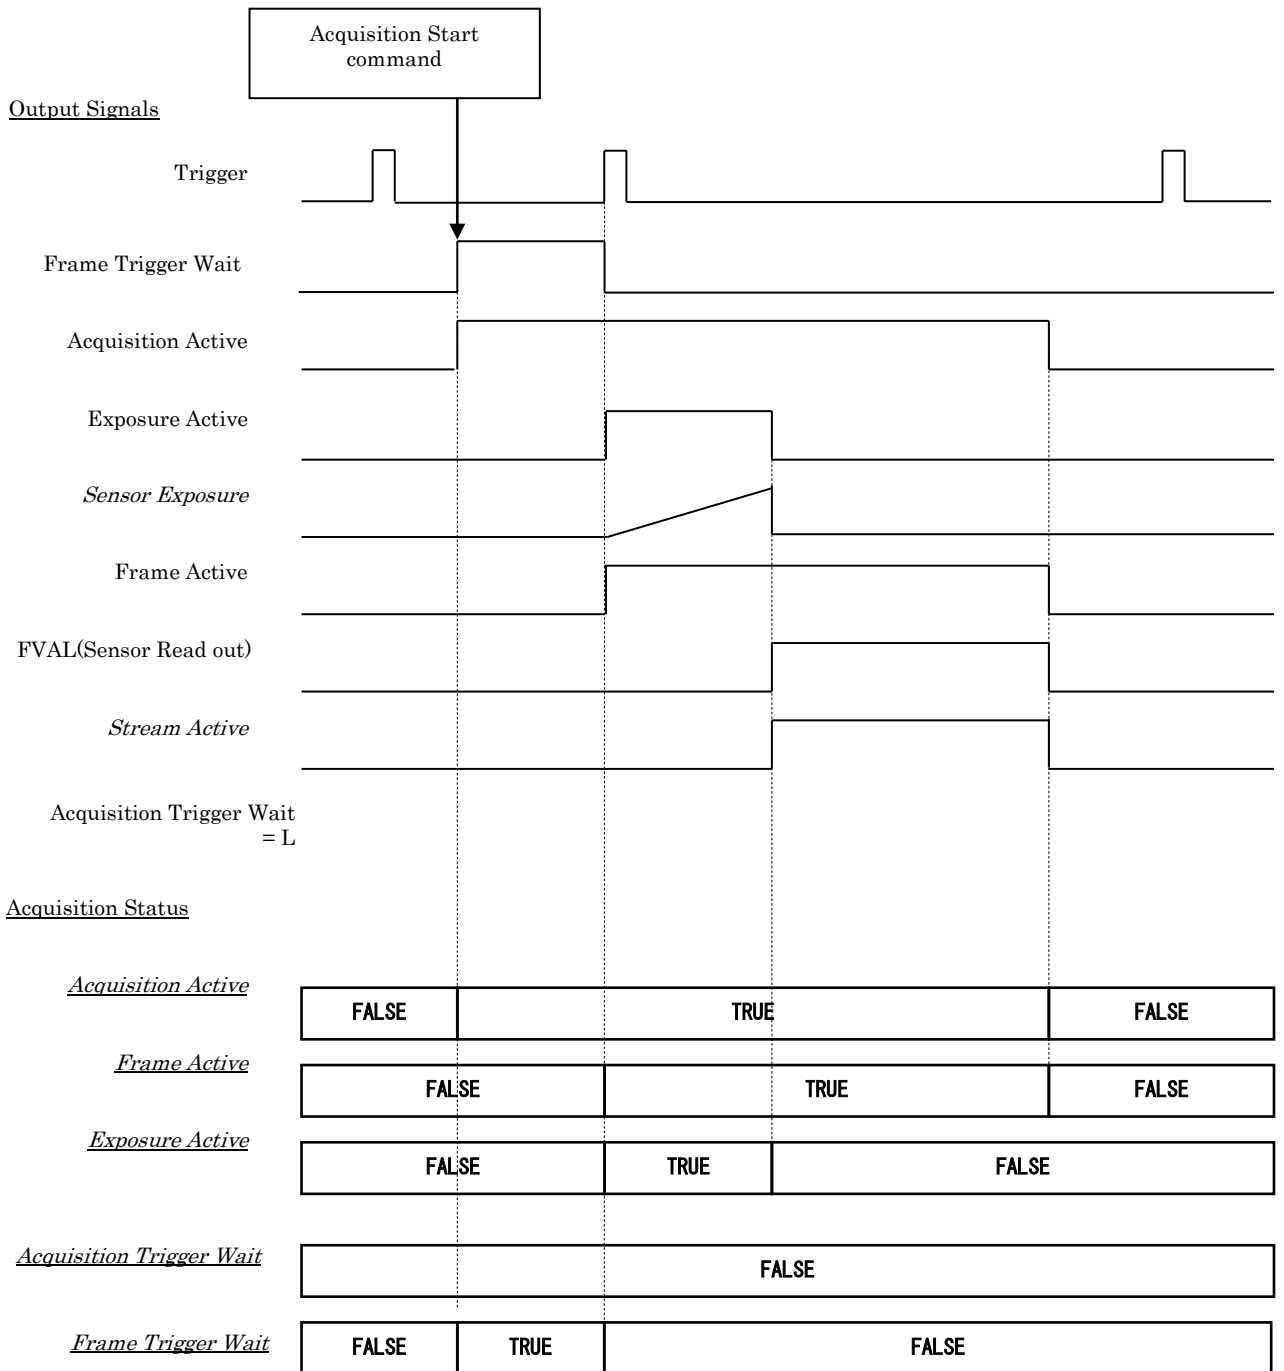 Acquisition Start
command
Output Signals
Trigger
Frame Trigger Wait
Acquisition Active
Exposure Active
Sensor Exposure
Frame Active
FVAL(Sensor Read out)
Stream Active
Acquisition Trigger Wait
= L
Acquisition Status
Acquisition Active
FALSE TRUE FALSE
Frame Active
FALSE TRUE FALSE
Exposure Active
FALSE TRUE FALSE
Acquisition Trigger Wait
FALSE
Frame Trigger Wait
FALSE TRUE FALSE